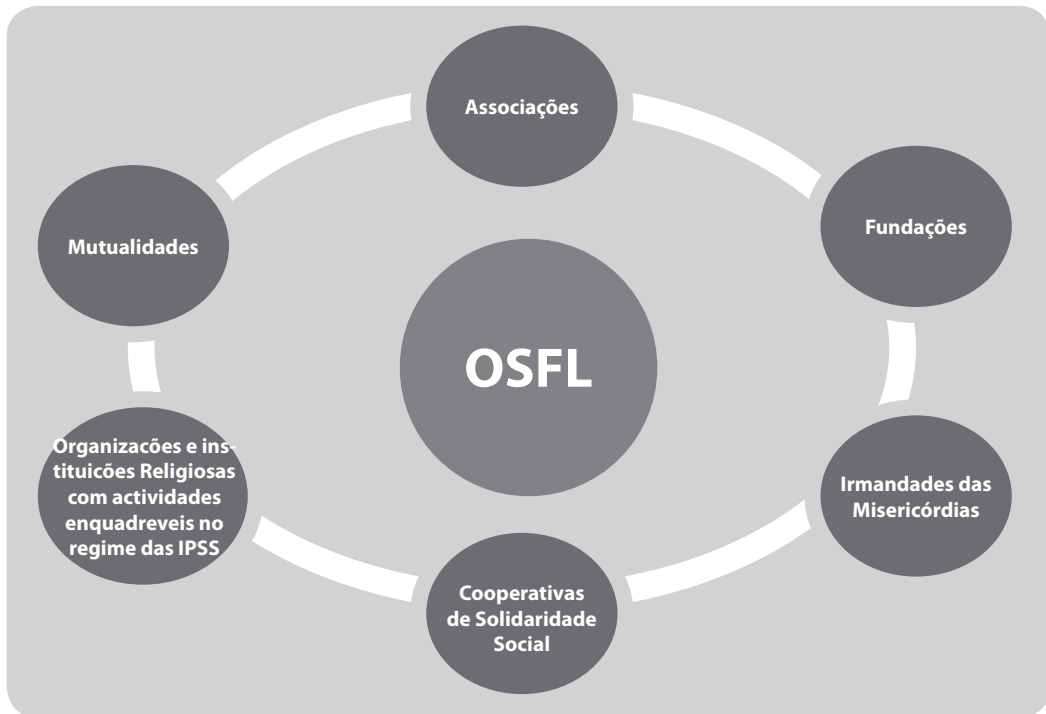 Associações
Fundações
Mutualidades
OSFL
Organizacões e ins-
tituicões Religiosas
com actividades
enquadreveis no
regime das IPSS
Irmandades das
Misericórdias
Cooperativas
de Solidaridade
Social